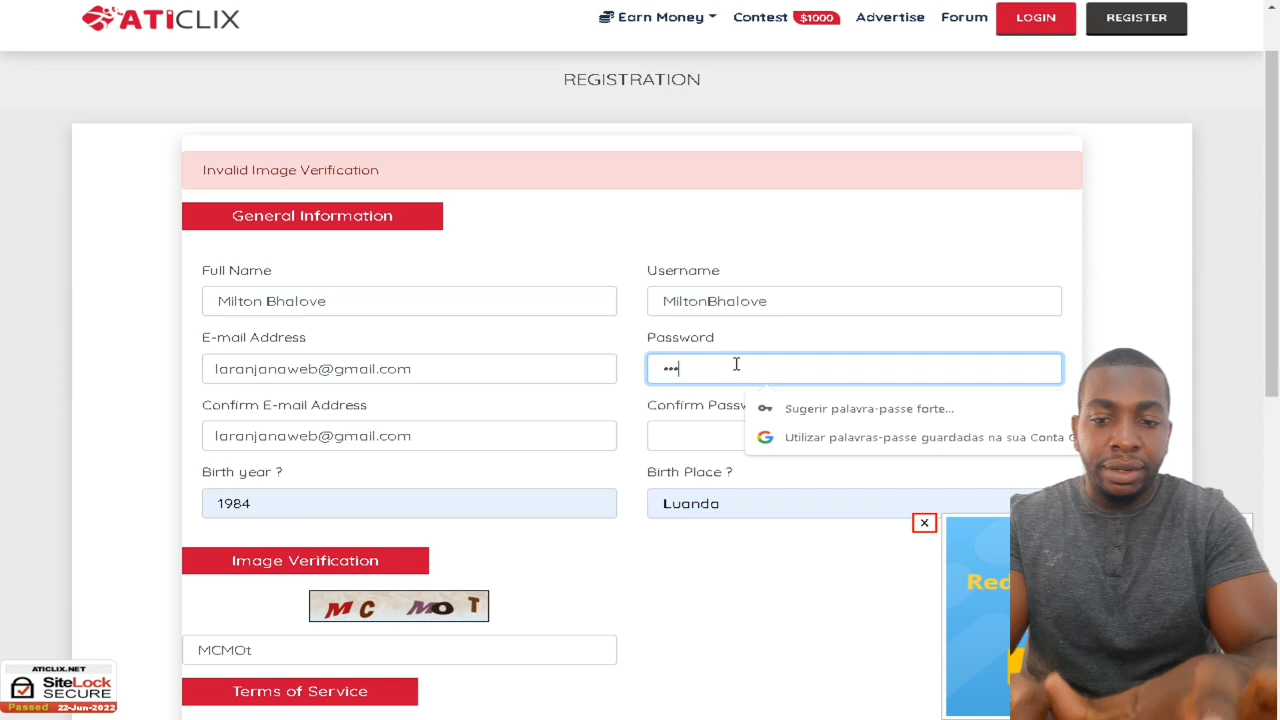 ATICLIX
Earn Money
Contest $1000
Advertise
Forum
LOGIN
REGISTER
REGISTRATION
Invalid Image Verification
General Information
Full Name
Username
Milton Bhalove
MiltonBhalove
E-mail Address
Password
laranjanaweb@gmail.com
•••
Confirm E-mail Address
Confirm Passw
Sugerir palavra-passe forte...
laranjanaweb@gmail.com
Utilizar palavras-passe guardadas na sua Conta
Birth year ?
Birth Place ?
1984
Luanda
Image Verification
MC MOT
MCMOt
ATICLIX.NET
SiteLock
SECURE
Passed 22-Jun-2022
Terms of Service